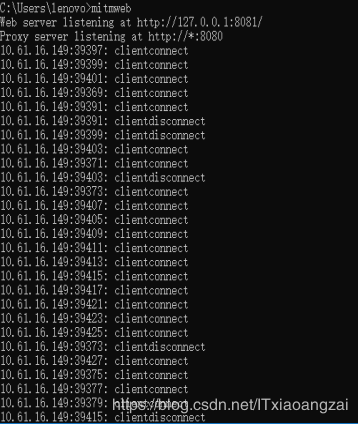 C:\Users\lenovo>mitmweb
Web server listening at http://127.0.0.1:8081/
Proxy server listening at http://*:8080
10.61.16.149:39397: clientconnect
10.61.16.149:39399: clientconnect
10.61.16.149:39401: clientconnect
10.61.16.149:39369: clientconnect
10.61.16.149:39391: clientconnect
10.61.16.149:39391: clientdisconnect
10.61.16.149:39399: clientdisconnect
10.61.16.149:39403: clientconnect
10.61.16.149:39371: clientconnect
10.61.16.149:39403: clientdisconnect
10.61.16.149:39373: clientconnect
10.61.16.149:39407: clientconnect
10.61.16.149:39405: clientconnect
10.61.16.149:39409: clientconnect
10.61.16.149:39411: clientconnect
10.61.16.149:39413: clientconnect
10.61.16.149:39415: clientconnect
10.61.16.149:39417: clientconnect
10.61.16.149:39421: clientconnect
10.61.16.149:39423: clientconnect
10.61.16.149:39425: clientconnect
10.61.16.149:39373: clientdisconnect
10.61.16.149:39427: clientconnect
10.61.16.149:39375: clientconnect
10.61.16.149:39377: clientconnect
10.61.16.149:39379: clientconnect
https://blog.csdn.net/ITxiaoangzai
10.61.16.149:39415: clientdisconnect